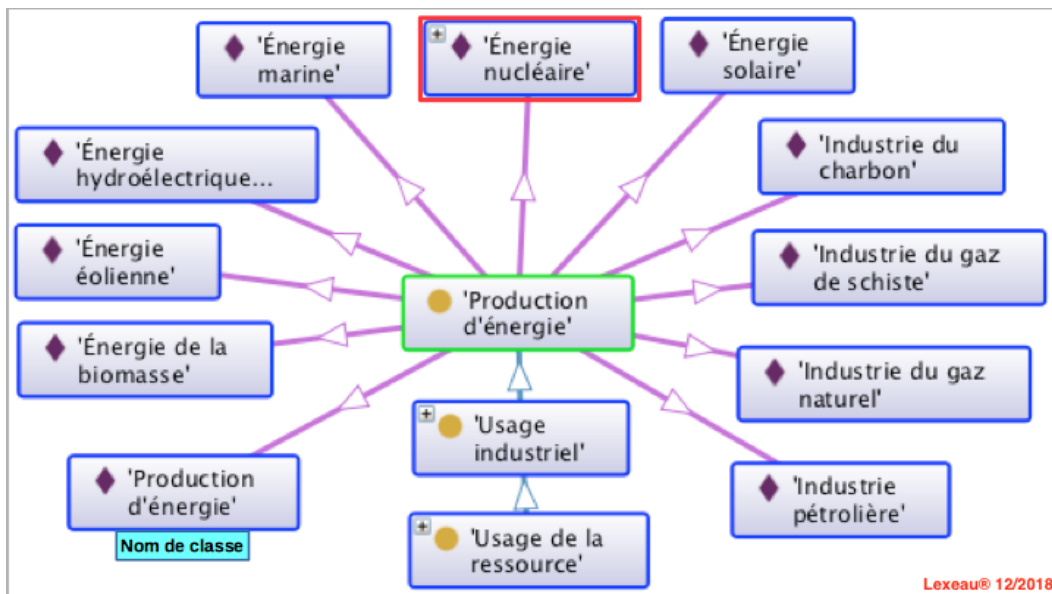 'Énergie
marine'
'Énergie
nucléaire'
'Énergie
solaire'
'Énergie
hydroélectrique...
'Industrie du
charbon'
'Énergie
éolienne'
'Industrie du gaz
de schiste'
'Production
d'énergie'
'Énergie de la
biomasse'
'Industrie du gaz
naturel'
'Usage
industriel'
'Production
d'énergie'
Nom de classe
'Industrie
pétrolière'
'Usage de la
ressource'
Lexeau® 12/2018